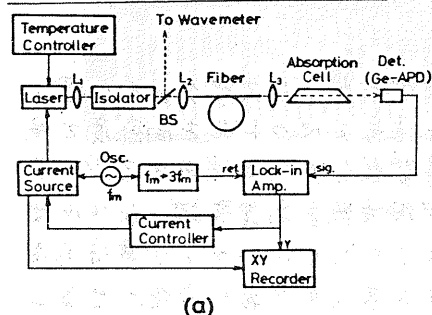 To Wavemeter
Temperature
Controller
L₁
L₂
Fiber
L₃
Absorption
Cell
Det.
(Ge-APD)
Laser
Isolator
BS
Current
Source
Osc.
fm
fm→3fm
ref.
Lock-in
Amp.
sig.
Current
Controller
Y
XY
Recorder
(a)